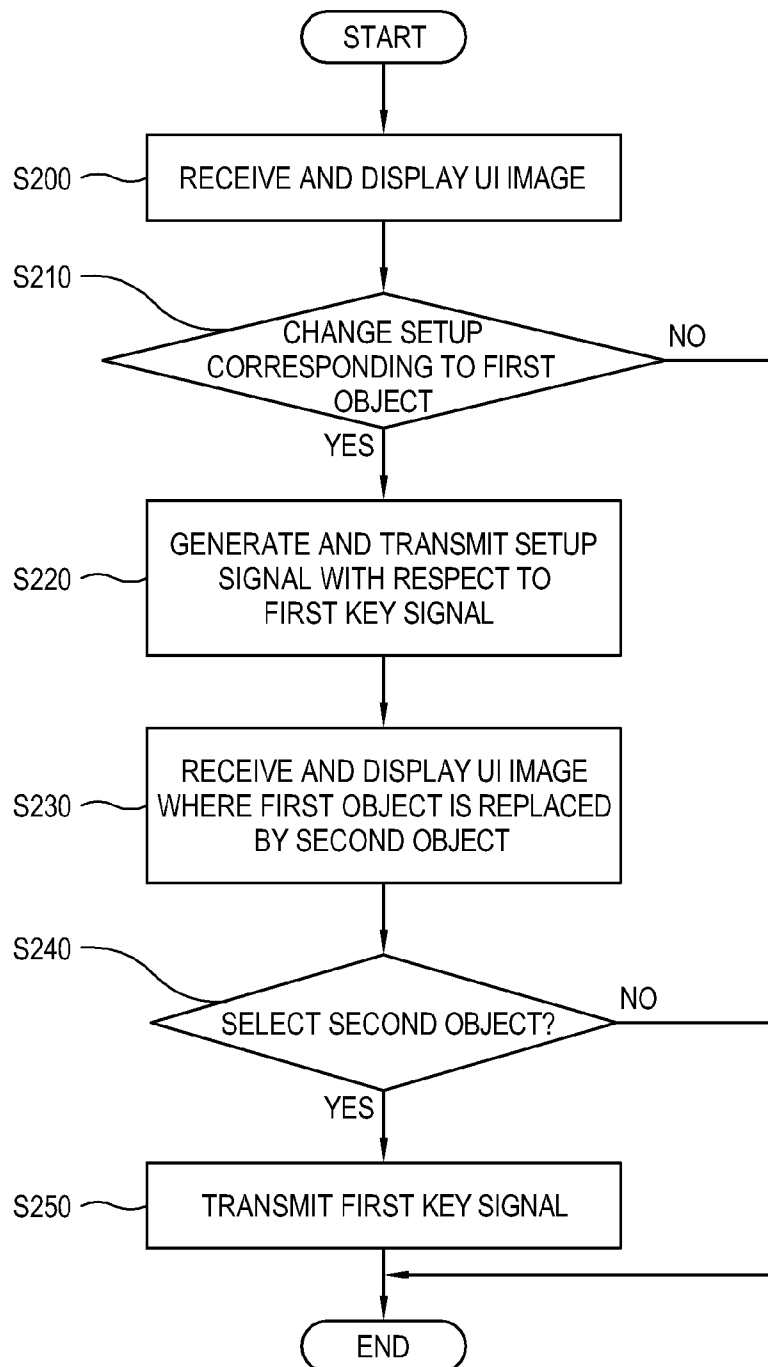 START
S200
RECEIVE AND DISPLAY UI IMAGE
S210
CHANGE SETUP
CORRESPONDING TO FIRST
OBJECT
NO
YES
S220
GENERATE AND TRANSMIT SETUP
SIGNAL WITH RESPECT TO
FIRST KEY SIGNAL
S230
RECEIVE AND DISPLAY UI IMAGE
WHERE FIRST OBJECT IS REPLACED
BY SECOND OBJECT
S240
SELECT SECOND OBJECT?
NO
YES
S250
TRANSMIT FIRST KEY SIGNAL
END